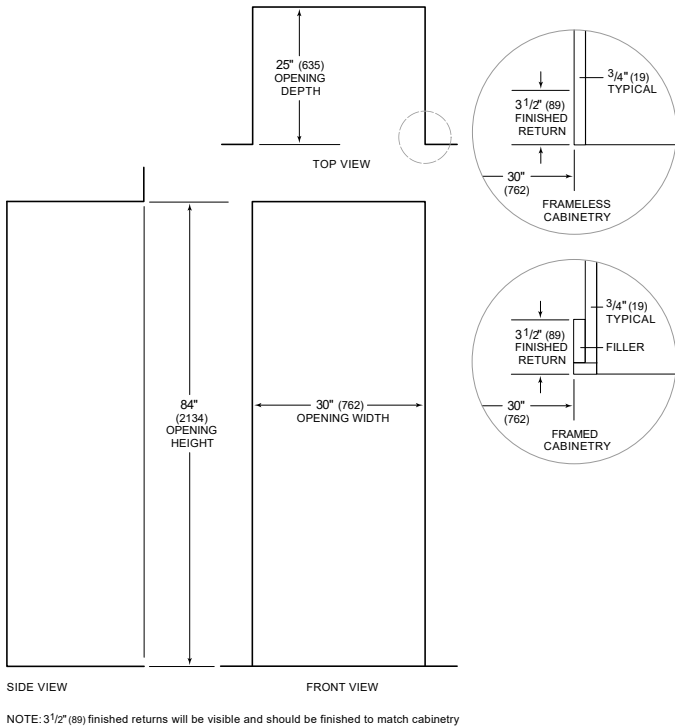 25" (635)
OPENING
DEPTH
TOP VIEW
3/4" (19)
TYPICAL
3 1/2" (89)
FINISHED
RETURN
30"
(762)
FRAMELESS
CABINETRY
3/4" (19)
TYPICAL
3 1/2" (89)
FINISHED
RETURN
FILLER
30"
(762)
FRAMED
CABINETRY
84"
(2134)
OPENING
HEIGHT
30" (762)
OPENING WIDTH
SIDE VIEW
FRONT VIEW
NOTE: 3 1/2" (89) finished returns will be visible and should be finished to match cabinetry